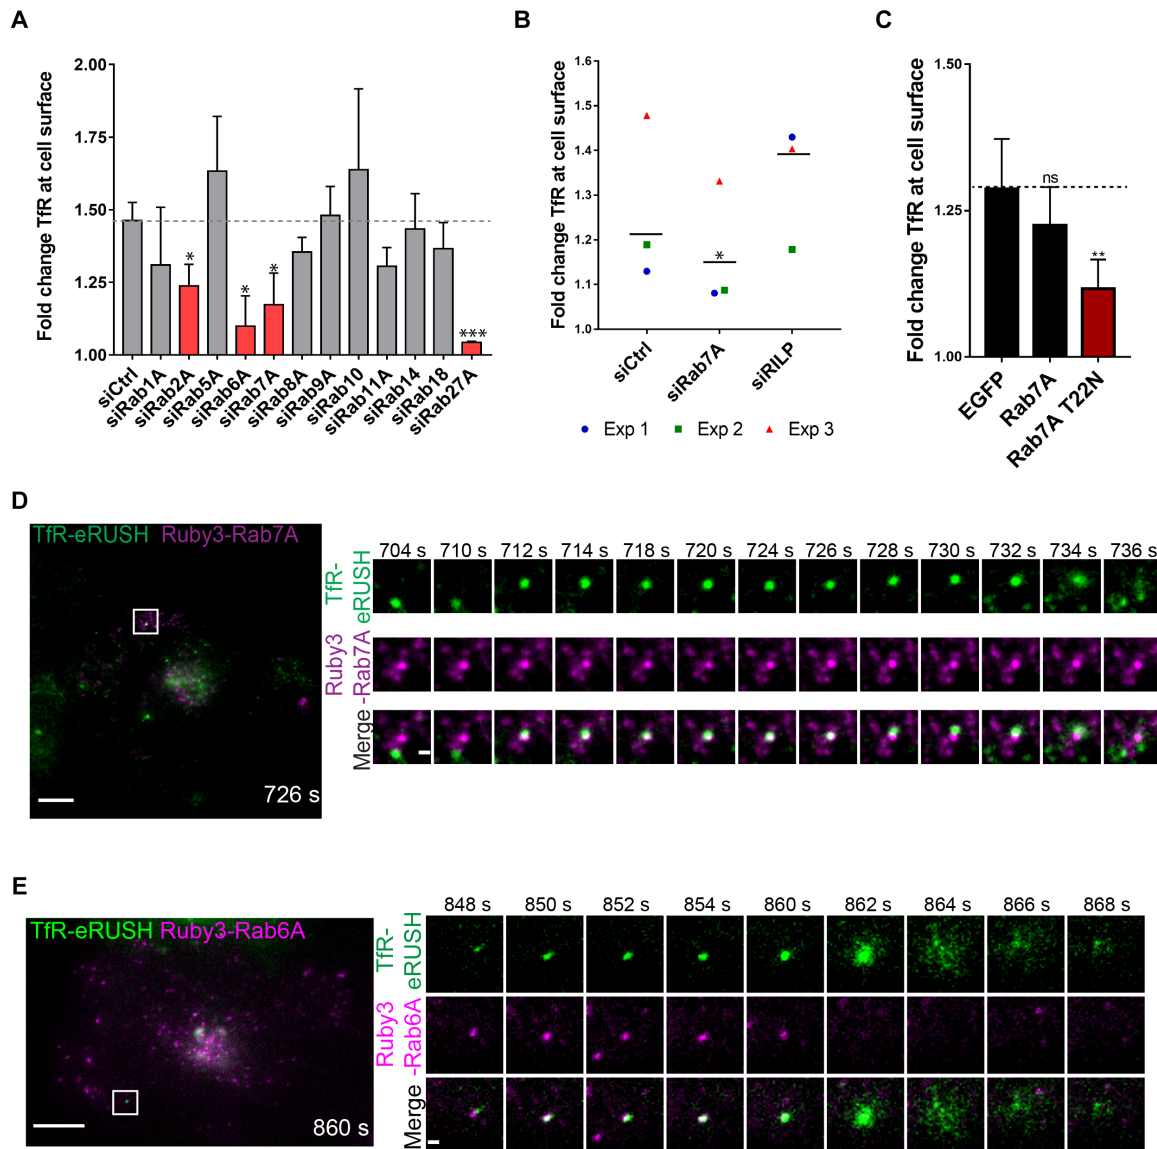 A
Fold change TfR at cell surface
2.00
1.75
1.50
1.25
1.00
*
*
*
***
siCtrl
siRab1A
siRab2A
siRab5A
siRab6A
siRab7A
siRab8A
siRab9A
siRab10
siRab11A
siRab14
siRab18
siRab27A
B
Fold change TfR at cell surface
1.6
1.5
1.4
1.3
1.2
1.1
1.0
*
siCtrl
siRab7A
siRILP
Exp 1 Exp 2 Exp 3
C
Fold change TfR at cell surface
1.50
1.25
1.00
ns
**
EGFP
Rab7A
Rab7A T22N
D
TfR-eRUSH Ruby3-Rab7A
726 s
704 s 710 s 712 s 714 s 718 s 720 s 724 s 726 s 728 s 730 s 732 s 734 s 736 s
TfR-
eRUSH
Ruby3
-Rab7A
Merge
E
TfR-eRUSH Ruby3-Rab6A
860 s
848 s 850 s 852 s 854 s 860 s 862 s 864 s 866 s 868 s
TfR-
eRUSH
Ruby3
-Rab6A
Merge